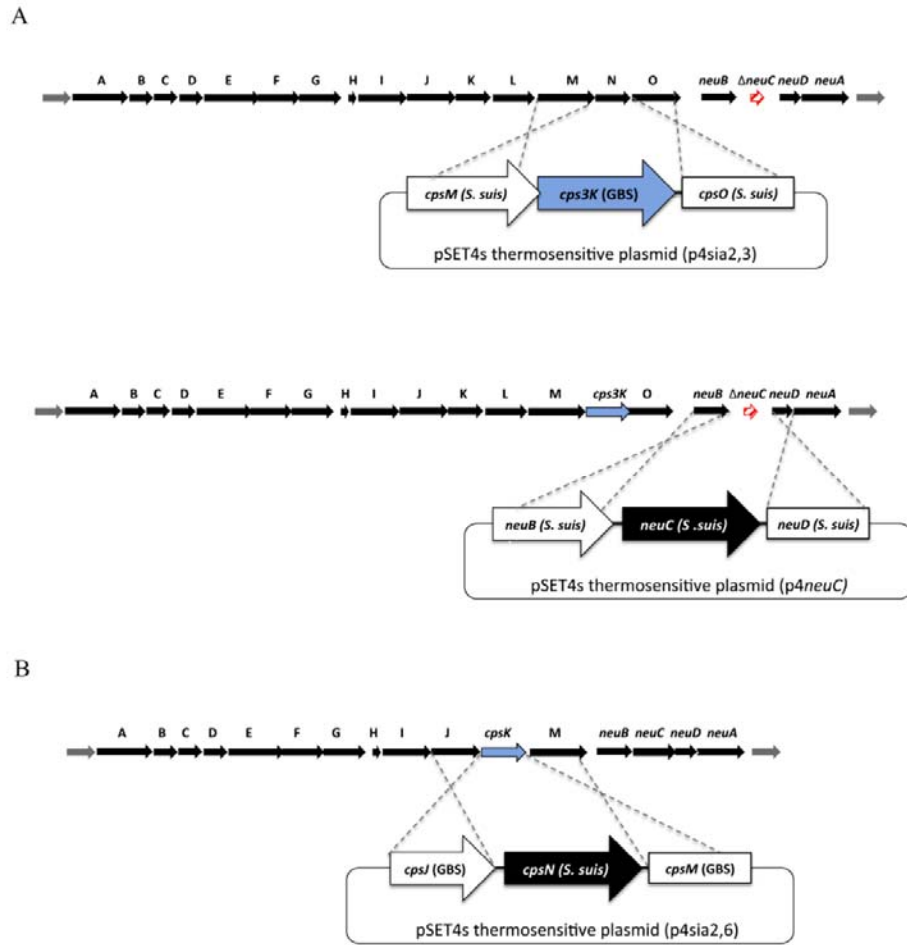 A
A B C D E F G H I J K L M N O neuB ΔneuC neuD neuA
cpsM (S. suis) cps3K (GBS) cpsO (S. suis)
pSET4s thermosensitive plasmid (p4sia2,3)
A B C D E F G H I J K L M cps3K O neuB ΔneuC neuD neuA
neuB (S. suis) neuC (S .suis) neuD (S. suis)
pSET4s thermosensitive plasmid (p4neuC)
B
A B C D E F G H I J cpsK M neuB neuC neuD neuA
cpsJ (GBS) cpsN (S. suis) cpsM (GBS)
pSET4s thermosensitive plasmid (p4sia2,6)